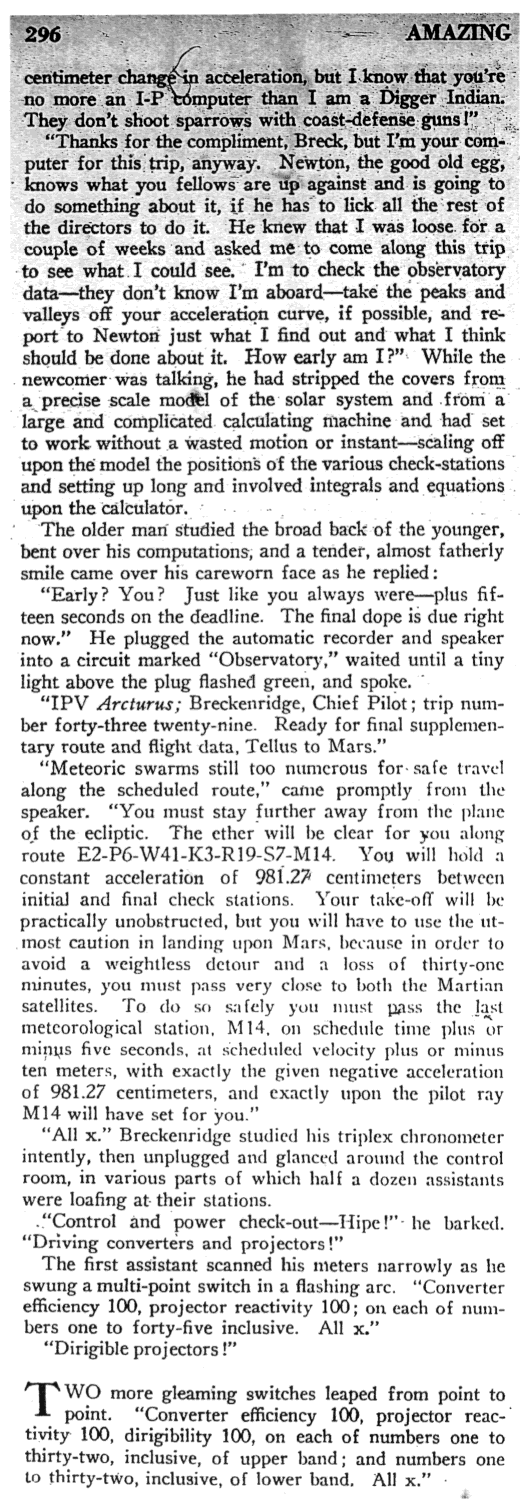 296 AMAZING
centimeter change in acceleration, but I know that you're
no more an I-P computer than I am a Digger Indian.
They don't shoot sparrows with coast-defense guns!"
"Thanks for the compliment, Breck, but I'm your com-
puter for this trip, anyway. Newton, the good old egg,
knows what you fellows are up against and is going to
do something about it, if he has to lick all the rest of
the directors to do it. He knew that I was loose for a
couple of weeks and asked me to come along this trip
to see what I could see. I'm to check the observatory
data—they don't know I'm aboard—take the peaks and
valleys off your acceleration curve, if possible, and re-
port to Newton just what I find out and what I think
should be done about it. How early am I?" While the
newcomer was talking, he had stripped the covers from
a precise scale model of the solar system and from a
large and complicated calculating machine and had set
to work without a wasted motion or instant—scaling off
upon the model the positions of the various check-stations
and setting up long and involved integrals and equations
upon the calculator.
The older man studied the broad back of the younger,
bent over his computations, and a tender, almost fatherly
smile came over his careworn face as he replied:
"Early? You? Just like you always were—plus fif-
teen seconds on the deadline. The final dope is due right
now." He plugged the automatic recorder and speaker
into a circuit marked "Observatory," waited until a tiny
light above the plug flashed green, and spoke.
"IPV Arcturus; Breckenridge, Chief Pilot; trip num-
ber forty-three twenty-nine. Ready for final supplemen-
tary route and flight data, Tellus to Mars."
"Meteoric swarms still too numerous for safe travel
along the scheduled route," came promptly from the
speaker. "You must stay further away from the plane
of the ecliptic. The ether will be clear for you along
route E2-P6-W41-K3-R19-S7-M14. You will hold a
constant acceleration of 981.27 centimeters between
initial and final check stations. Your take-off will be
practically unobstructed, but you will have to use the ut-
most caution in landing upon Mars, because in order to
avoid a weightless detour and a loss of thirty-one
minutes, you must pass very close to both the Martian
satellites. To do so safely you must pass the last
meteorological station, M14, on schedule time plus or
minus five seconds, at scheduled velocity plus or minus
ten meters, with exactly the given negative acceleration
of 981.27 centimeters, and exactly upon the pilot ray
M14 will have set for you."
"All x." Breckenridge studied his triplex chronometer
intently, then unplugged and glanced around the control
room, in various parts of which half a dozen assistants
were loafing at their stations.
"Control and power check-out—Hipe!" he barked.
"Driving converters and projectors!"
The first assistant scanned his meters narrowly as he
swung a multi-point switch in a flashing arc. "Converter
efficiency 100, projector reactivity 100; on each of num-
bers one to forty-five inclusive. All x."
"Dirigible projectors!"
TWO more gleaming switches leaped from point to
point. "Converter efficiency 100, projector reac-
tivity 100, dirigibility 100, on each of numbers one to
thirty-two, inclusive, of upper band; and numbers one
to thirty-two, inclusive, of lower band. All x."